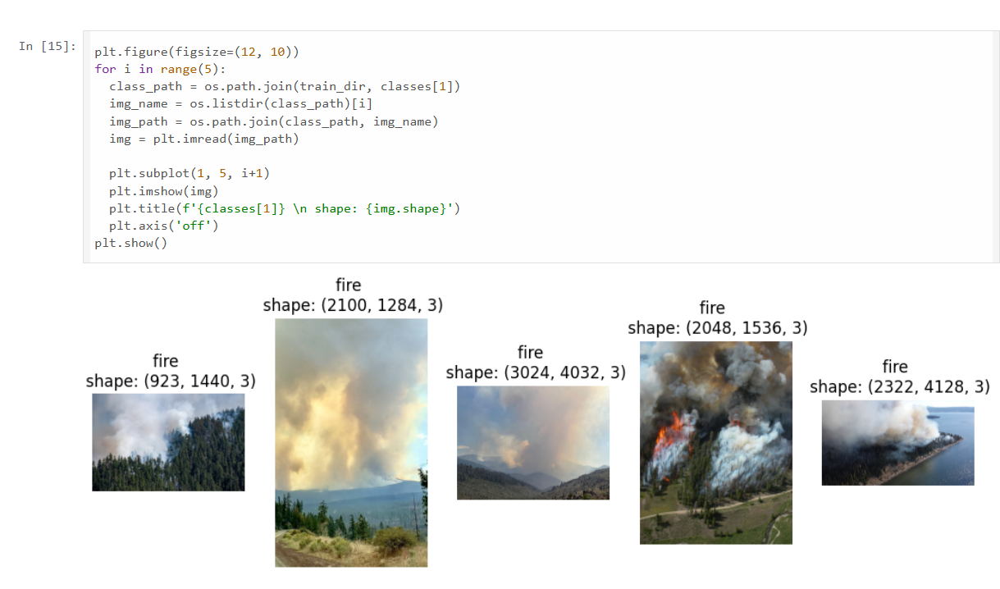 In [15]:
plt.figure(figsize=(12, 10))
for i in range(5):
  class_path = os.path.join(train_dir, classes[1])
  img_name = os.listdir(class_path)[i]
  img_path = os.path.join(class_path, img_name)
  img = plt.imread(img_path)

  plt.subplot(1, 5, i+1)
  plt.imshow(img)
  plt.title(f'{classes[1]} \n shape: {img.shape}')
  plt.axis('off')
plt.show()
fire
shape: (923, 1440, 3)
fire
shape: (2100, 1284, 3)
fire
shape: (3024, 4032, 3)
fire
shape: (2048, 1536, 3)
fire
shape: (2322, 4128, 3)